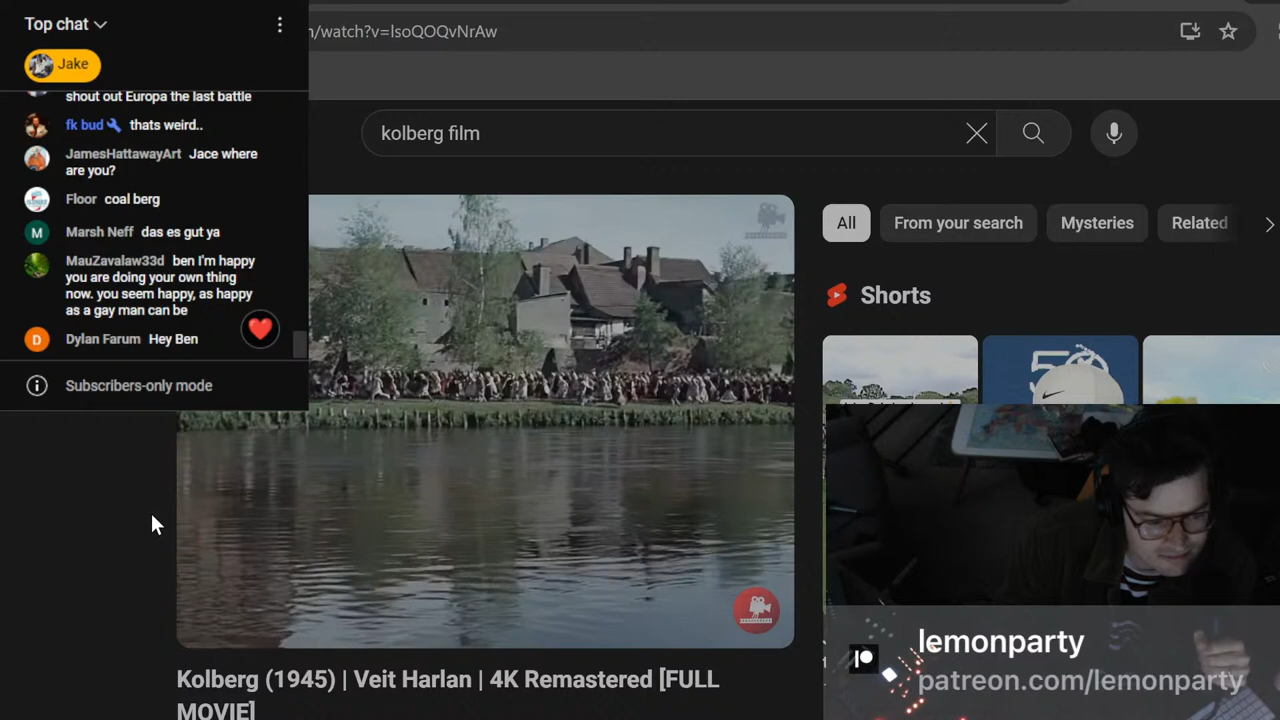 Top chat
Jake
shout out Europa the last battle
fk bud thats weird..
JamesHattawayArt Jace where
are you?
Floor coal berg
M Marsh Neff das es gut ya
MauZavalaw33d ben I'm happy
you are doing your own thing
now. you seem happy, as happy
as a gay man can be
D Dylan Farum Hey Ben
Subscribers-only mode
/watch?v=lsoQOQvNrAw
kolberg film
All From your search Mysteries Related
Shorts
50
lemonparty
patreon.com/lemonparty
Kolberg (1945) | Veit Harlan | 4K Remastered [FULL
MOVIE]